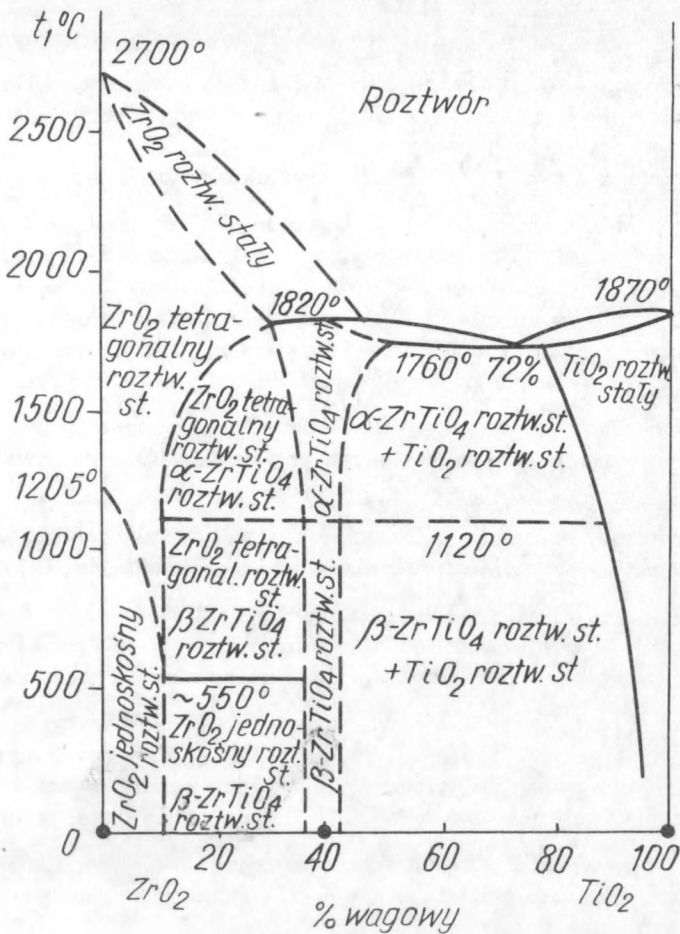 t, °C
2700°
2500
ZrO₂ roztw. stały
Roztwór
2000
1820°
1870°
ZrO₂ tetra-
gonalny
roztw.
st.
1760° 72%
TiO₂ roztw.
stały
1500
ZrO₂ tetra-
gonalny
roztw. st.
α-ZrTiO₄
roztw. st.
α-ZrTiO₄ roztw. st.
α-ZrTiO₄ roztw. st.
+ TiO₂ roztw. st.
1205°
1120°
1000
ZrO₂ tetra-
gonal. roztw.
st.
β ZrTiO₄
roztw. st.
β-ZrTiO₄ roztw. st.
β-ZrTiO₄ roztw. st.
+ TiO₂ roztw. st
500
~ 550°
ZrO₂ jedno-
skośny rozt.
st.
β-ZrTiO₄
roztw. st.
ZrO₂ jednoskośny
roztw. st.
0
20
40
60
80
100
ZrO₂
TiO₂
% wagowy